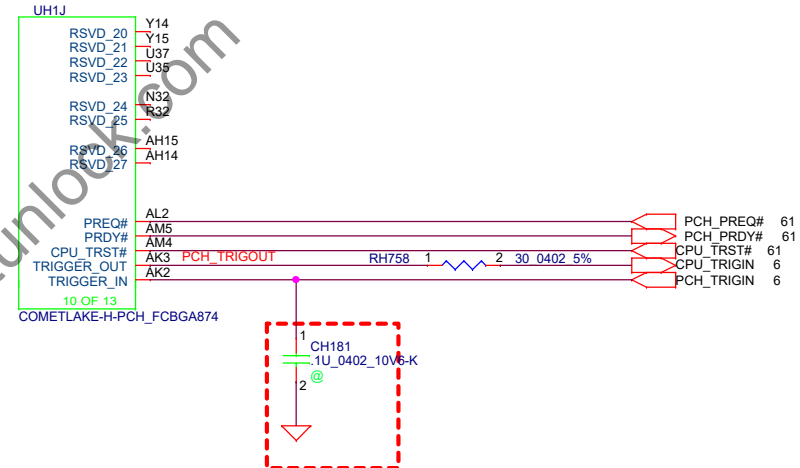 UH1J
RSVD_20 Y14
RSVD_21 Y15
RSVD_22 U37
RSVD_23 U35
RSVD_24 N32
RSVD_25 R32
RSVD_26 AH15
RSVD_27 AH14
PREQ# AL2 PCH_PREQ# 61
PRDY# AM5 PCH_PRDY# 61
CPU_TRST# AM4 CPU_TRST# 61
TRIGGER_OUT AK3 PCH_TRIGOUT RH758 1 2 30_0402_5% CPU_TRIGIN 6
TRIGGER_IN AK2 PCH_TRIGIN 6
10 OF 13
COMETLAKE-H-PCH_FCBGA874
1
CH181
.1U_0402_10V6-K
@
2
unlock.com